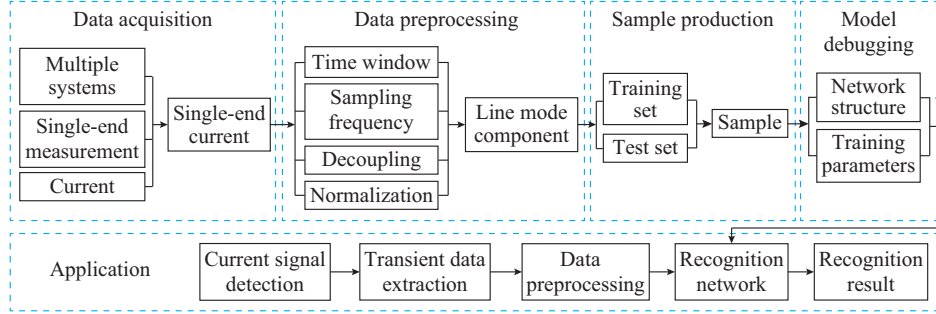 Data acquisition
Multiple
systems
Single-end
measurement
Current
Single-end
current
Data preprocessing
Time window
Sampling
frequency
Decoupling
Normalization
Line mode
component
Sample production
Training
set
Test set
Sample
Model
debugging
Network
structure
Training
parameters
Application
Current signal
detection
Transient data
extraction
Data
preprocessing
Recognition
network
Recognition
result